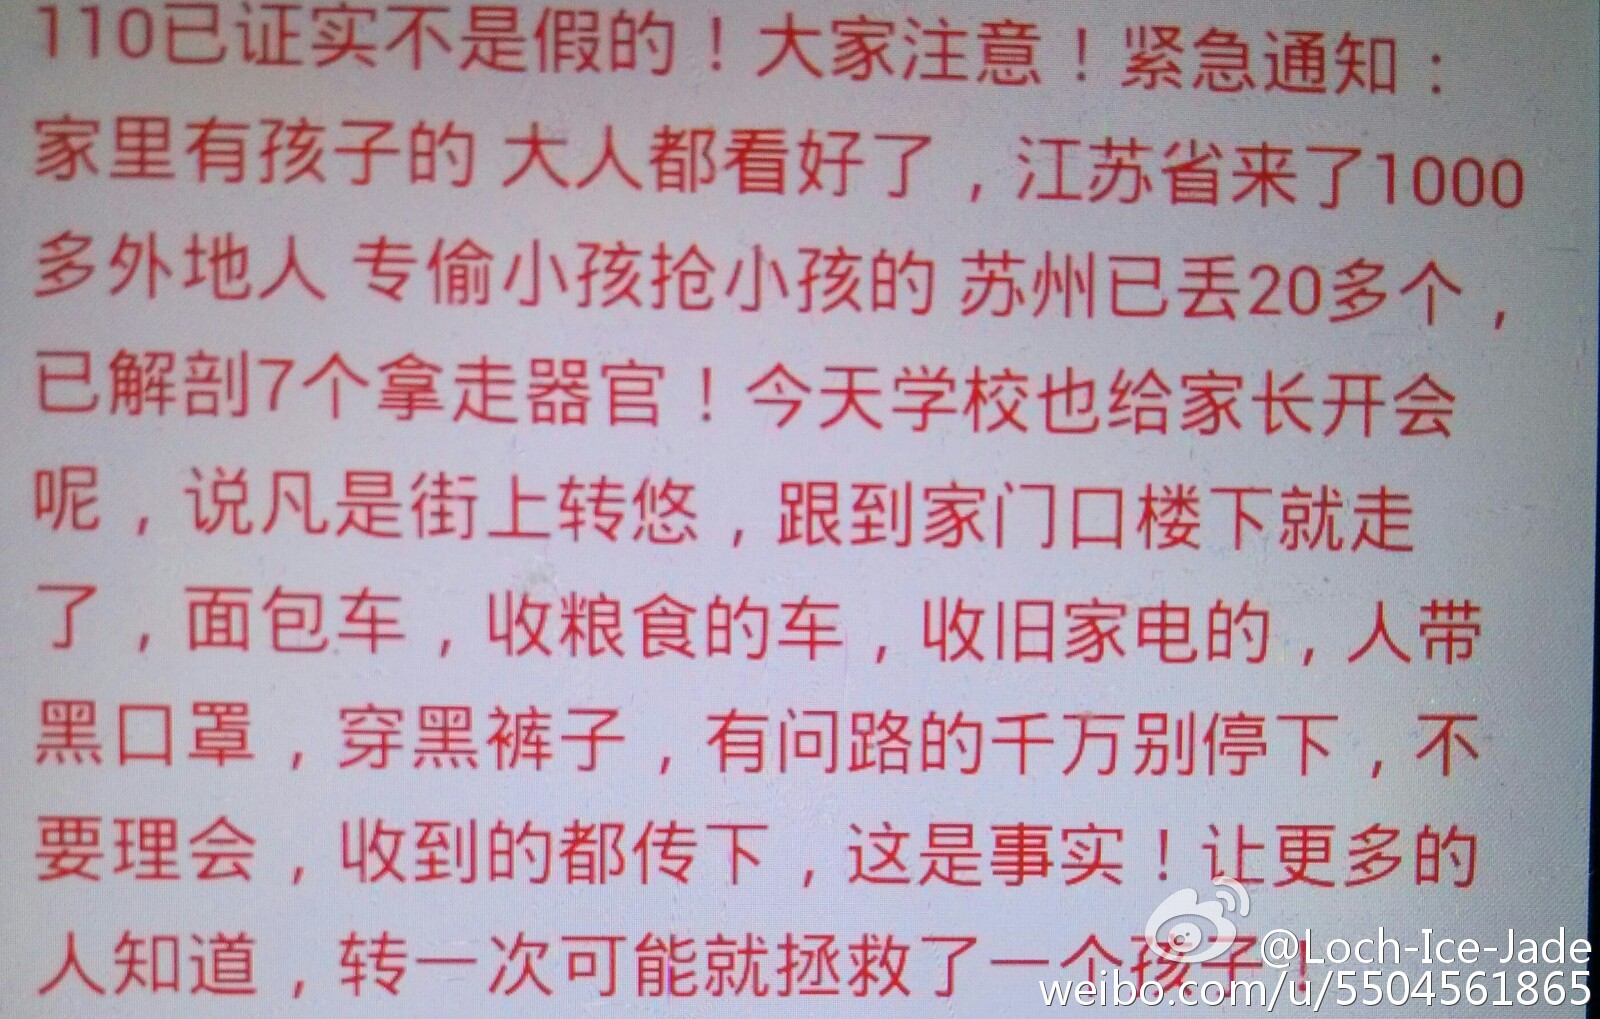 110已证实不是假的！大家注意！紧急通知：
家里有孩子的 大人都看好了，江苏省来了1000
多外地人 专偷小孩抢小孩的 苏州已丢20多个，
已解剖7个拿走器官！今天学校也给家长开会
呢，说凡是街上转悠，跟到家门口楼下就走
了，面包车，收粮食的车，收旧家电的，人带
黑口罩，穿黑裤子，有问路的千万别停下，不
要理会，收到的都传下，这是事实！让更多的
人知道，转一次可能就拯救了一个孩子！
@Loch-Ice-Jade
weibo.com/u/5504561865